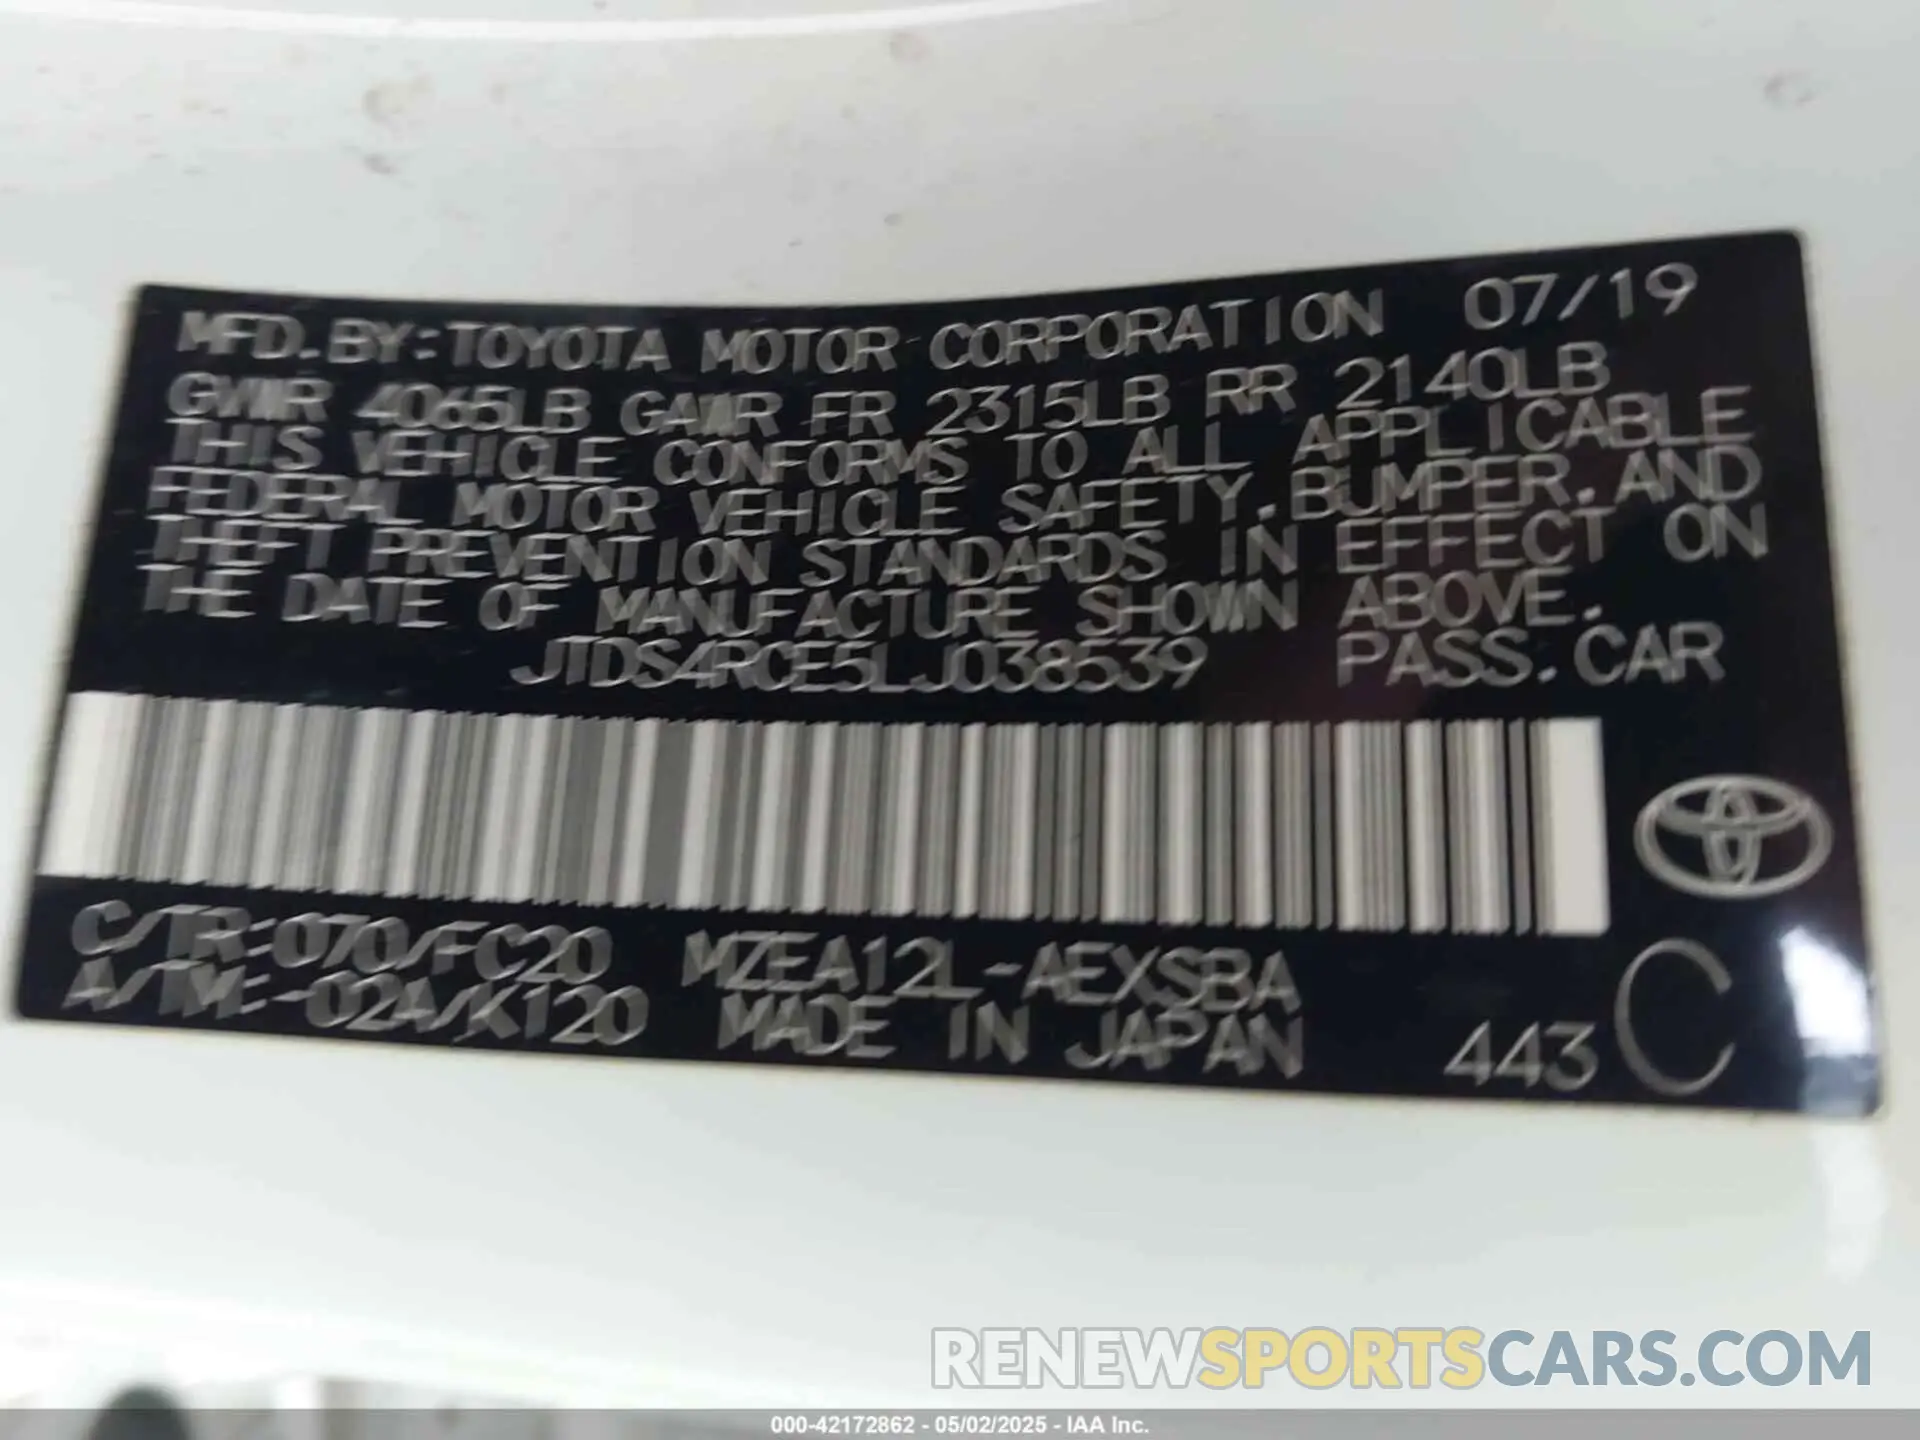 MFD.BY:TOYOTA MOTOR CORPORATION 07/19
GVWR 4065LB GAWR FR 2315LB RR 2140LB
THIS VEHICLE CONFORMS TO ALL APPLICABLE
FEDERAL MOTOR VEHICLE SAFETY,BUMPER,AND
THEFT PREVENTION STANDARDS IN EFFECT ON
THE DATE OF MANUFACTURE SHOWN ABOVE.
JTDS4RCE5LJ038539 PASS.CAR
C/TR:070/FC20 MZEA12L-AEXSBA
A/TM:-02A/K120 MADE IN JAPAN 443 C
RENEWSPORTSCARS.COM
000-42172862 - 05/02/2025 - IAA Inc.